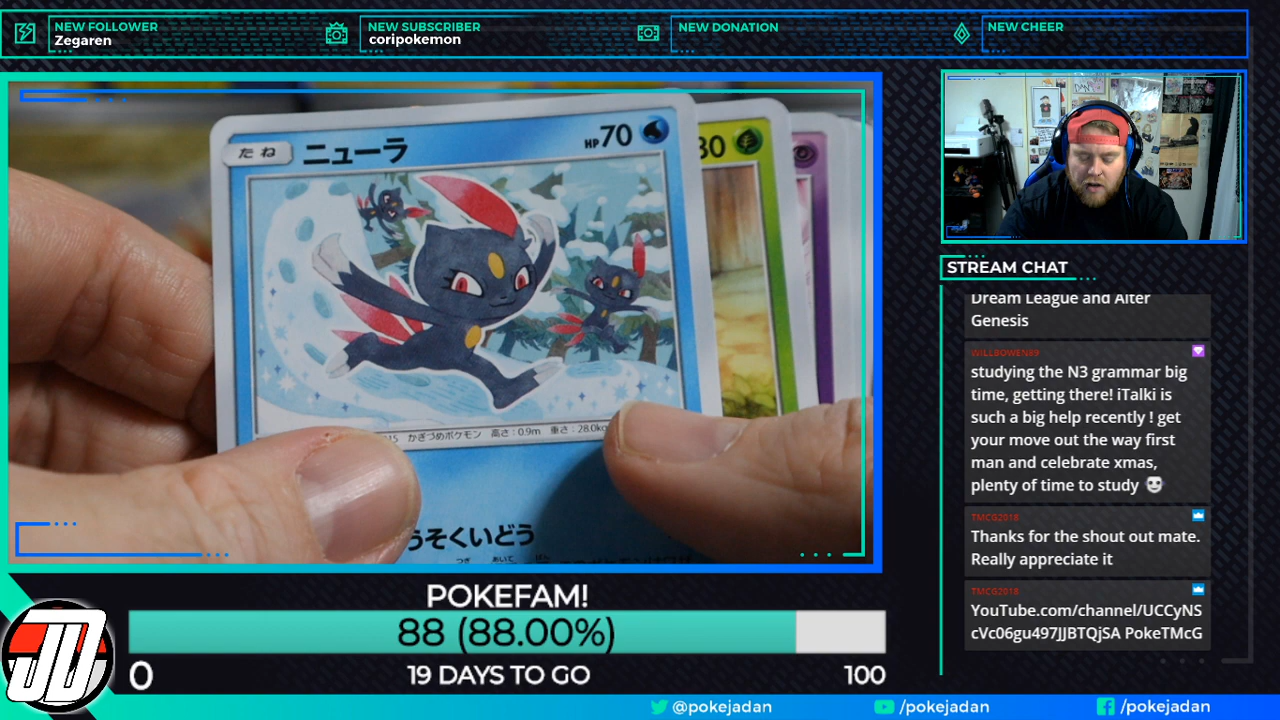 NEW FOLLOWER
Zegaren
NEW SUBSCRIBER
coripokemon
NEW DONATION
NEW CHEER
たね ニューラ HP70
30
高さ:0.9m 重さ:28.0kg
かぎづめポケモン
うそくいどう
STREAM CHAT
Dream League and Alter
Genesis
WILLBOWEN99
studying the N3 grammar big
time, getting there! iTalki is
such a big help recently ! get
your move out the way first
man and celebrate xmas,
plenty of time to study
TMCG2018
Thanks for the shout out mate.
Really appreciate it
TMCG2018
YouTube.com/channel/UCCyNS
cVc06gu497JJBTQjSA PokeTMcG
POKEFAM!
88 (88.00%)
0 19 DAYS TO GO 100
@pokejadan /pokejadan /pokejadan